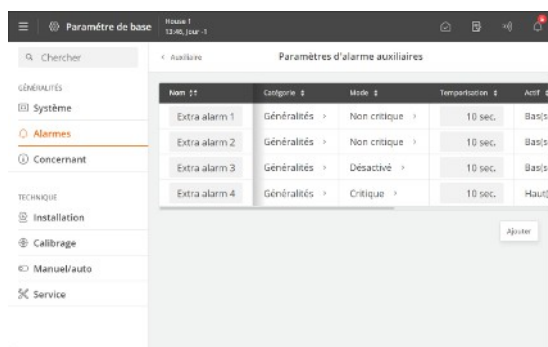 Paramétre de base
House 1
13:46, Jour -1
Chercher
Auxiliaire
Paramètres d'alarme auxiliaires
GÉNÉRALITÉS
Système
Alarmes
Concernant
TECHNIQUE
Installation
Calibrage
Manuel/auto
Service
Nom Catégorie Mode Temporisation Actif
Extra alarm 1 Généralités Non critique 10 sec. Bas(s
Extra alarm 2 Généralités Non critique 10 sec. Bas(s
Extra alarm 3 Généralités Désactivé 10 sec. Bas(s
Extra alarm 4 Généralités Critique 10 sec. Haut(
Ajouter